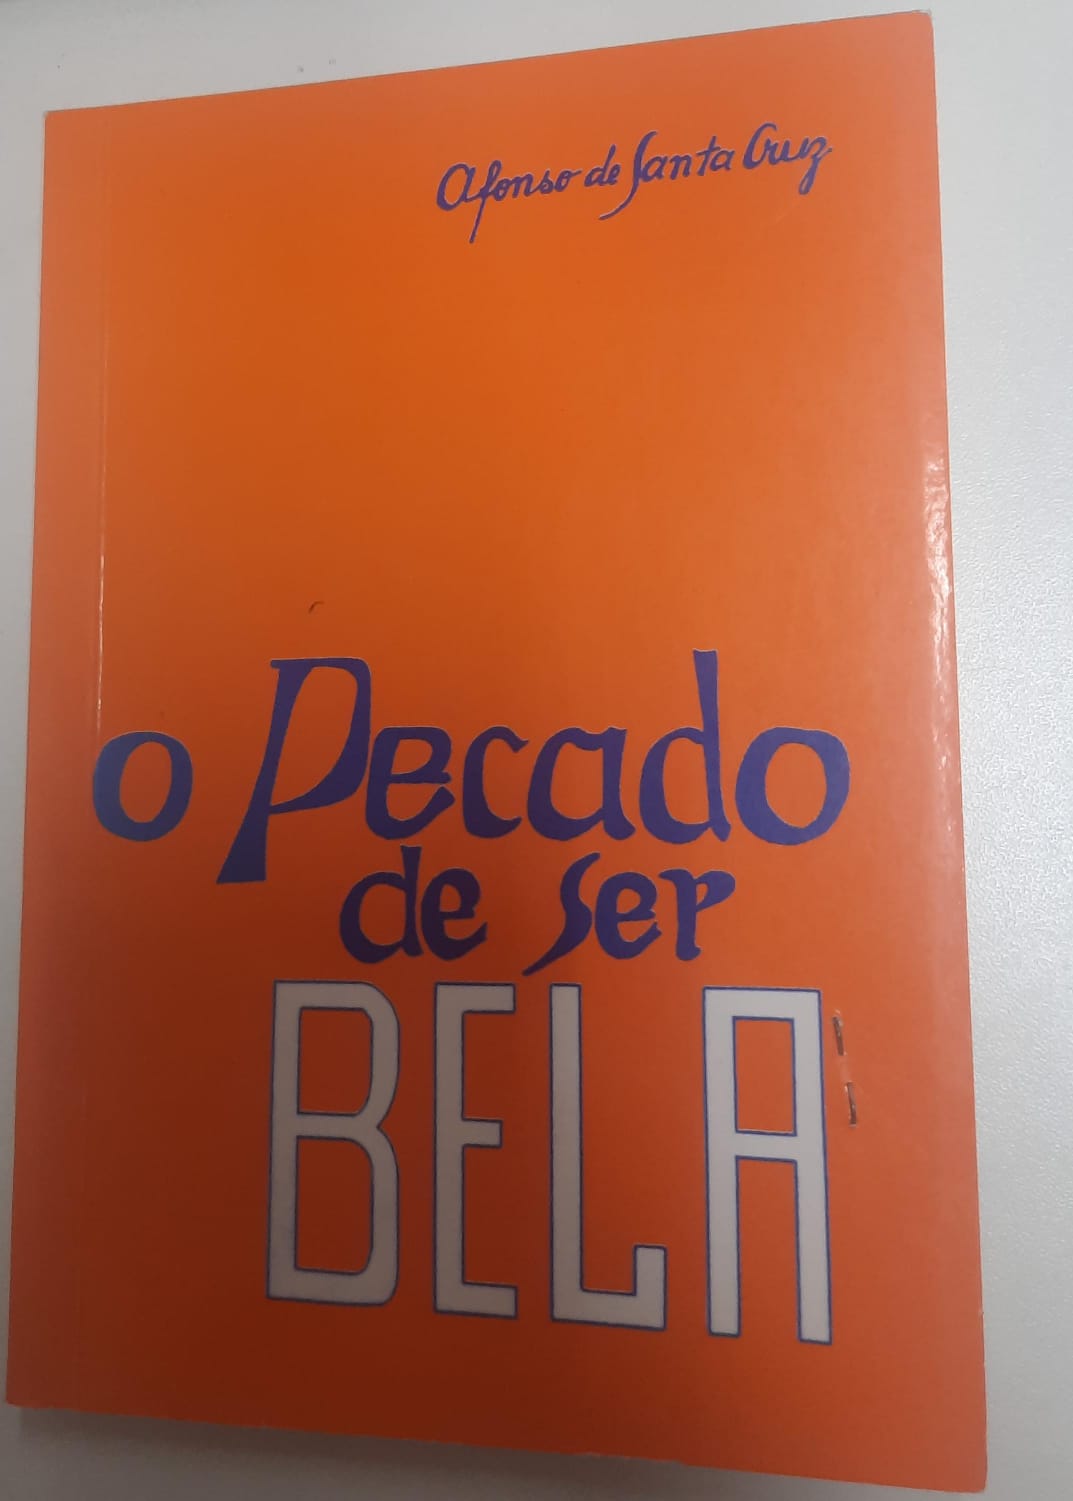 Afonso de Santa Cruz
o Pecado
de ser
BELA